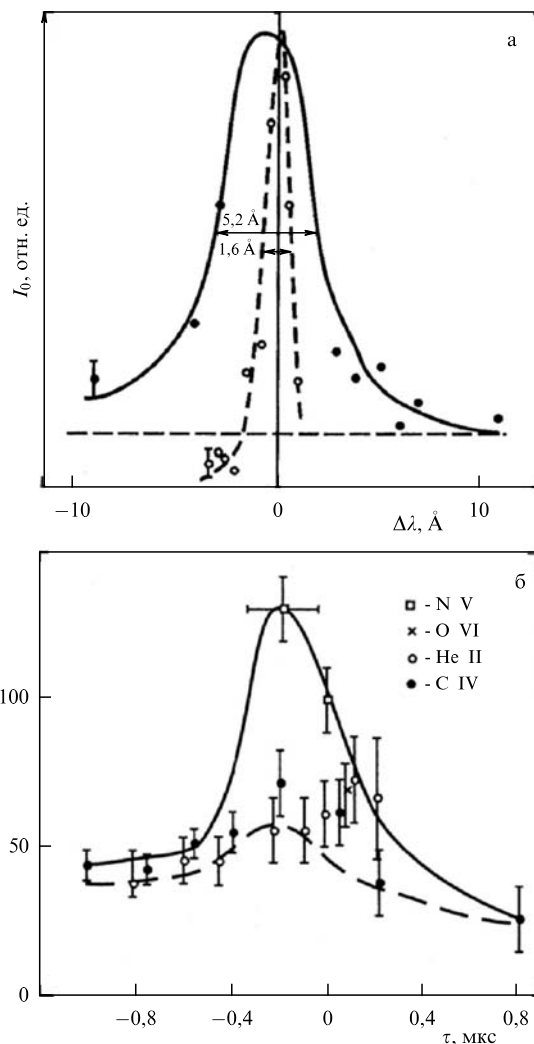 а
I₀, отн. ед.
5,2 Å
1,6 Å
−10
0
10
Δλ, Å
б
- N V
- O VI
- He II
- C IV
100
50
0
−0,8
−0,4
0
0,4
0,8
τ, мкс